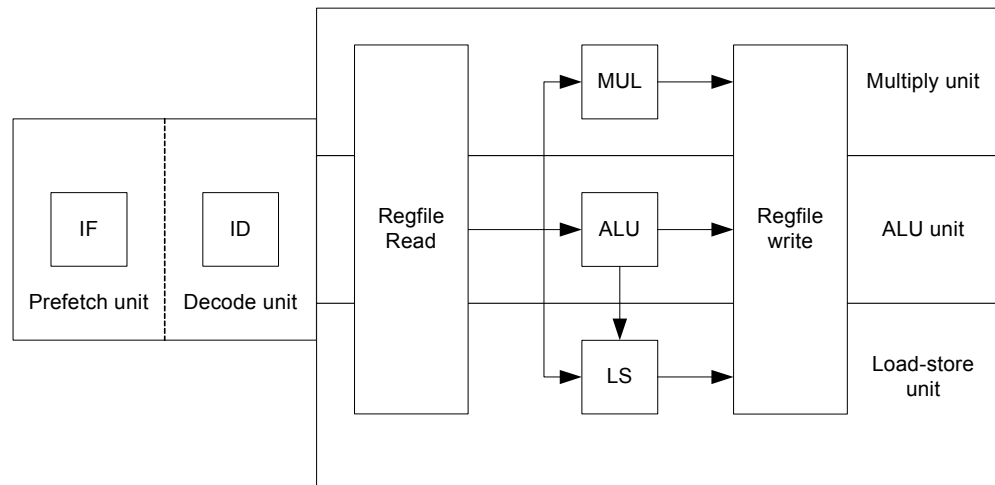 MUL
Multiply unit
IF
ID
Regfile
Read
ALU
Regfile
write
ALU unit
Prefetch unit
Decode unit
LS
Load-store
unit